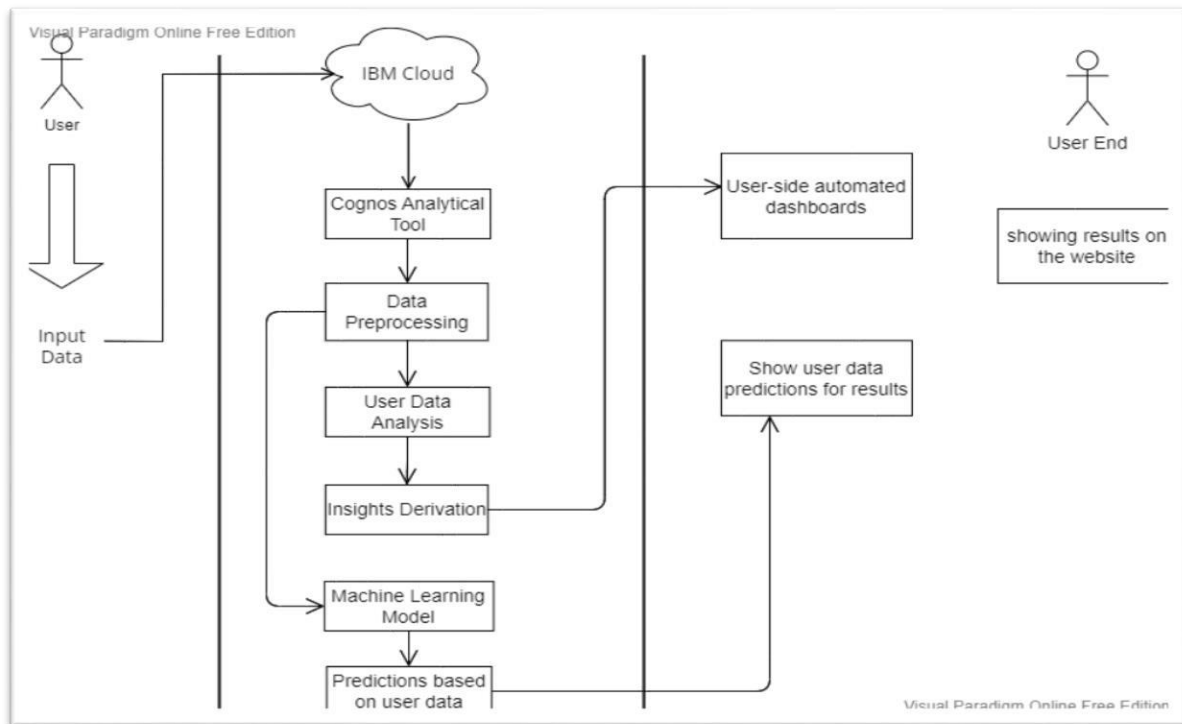 Visual Paradigm Online Free Edition
User
Input
Data
IBM Cloud
Cognos Analytical
Tool
Data
Preprocessing
User Data
Analysis
Insights Derivation
Machine Learning
Model
Predictions based
on user data
User-side automated
dashboards
Show user data
predictions for results
User End
showing results on
the website
Visual Paradigm Online Free Edition